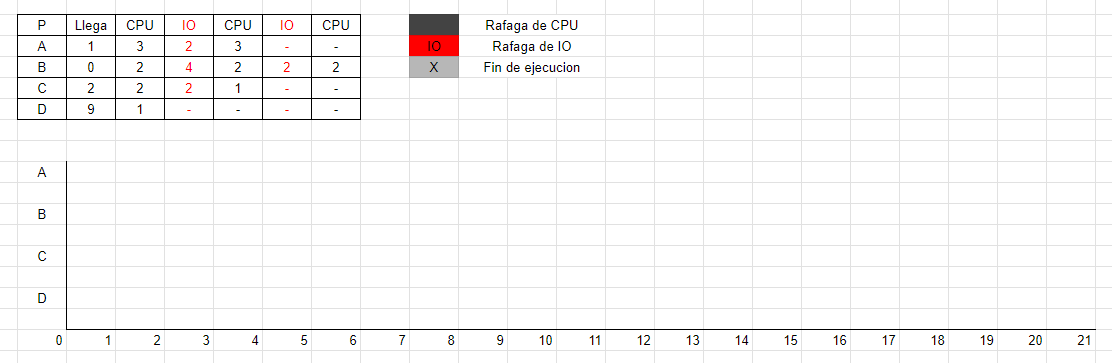 P Llega CPU IO CPU IO CPU
A 1 3 2 3 - -
B 0 2 4 2 2 2
C 2 2 2 1 - -
D 9 1 - - - -
Rafaga de CPU
IO Rafaga de IO
X Fin de ejecucion
A
B
C
D
0 1 2 3 4 5 6 7 8 9 10 11 12 13 14 15 16 17 18 19 20 21